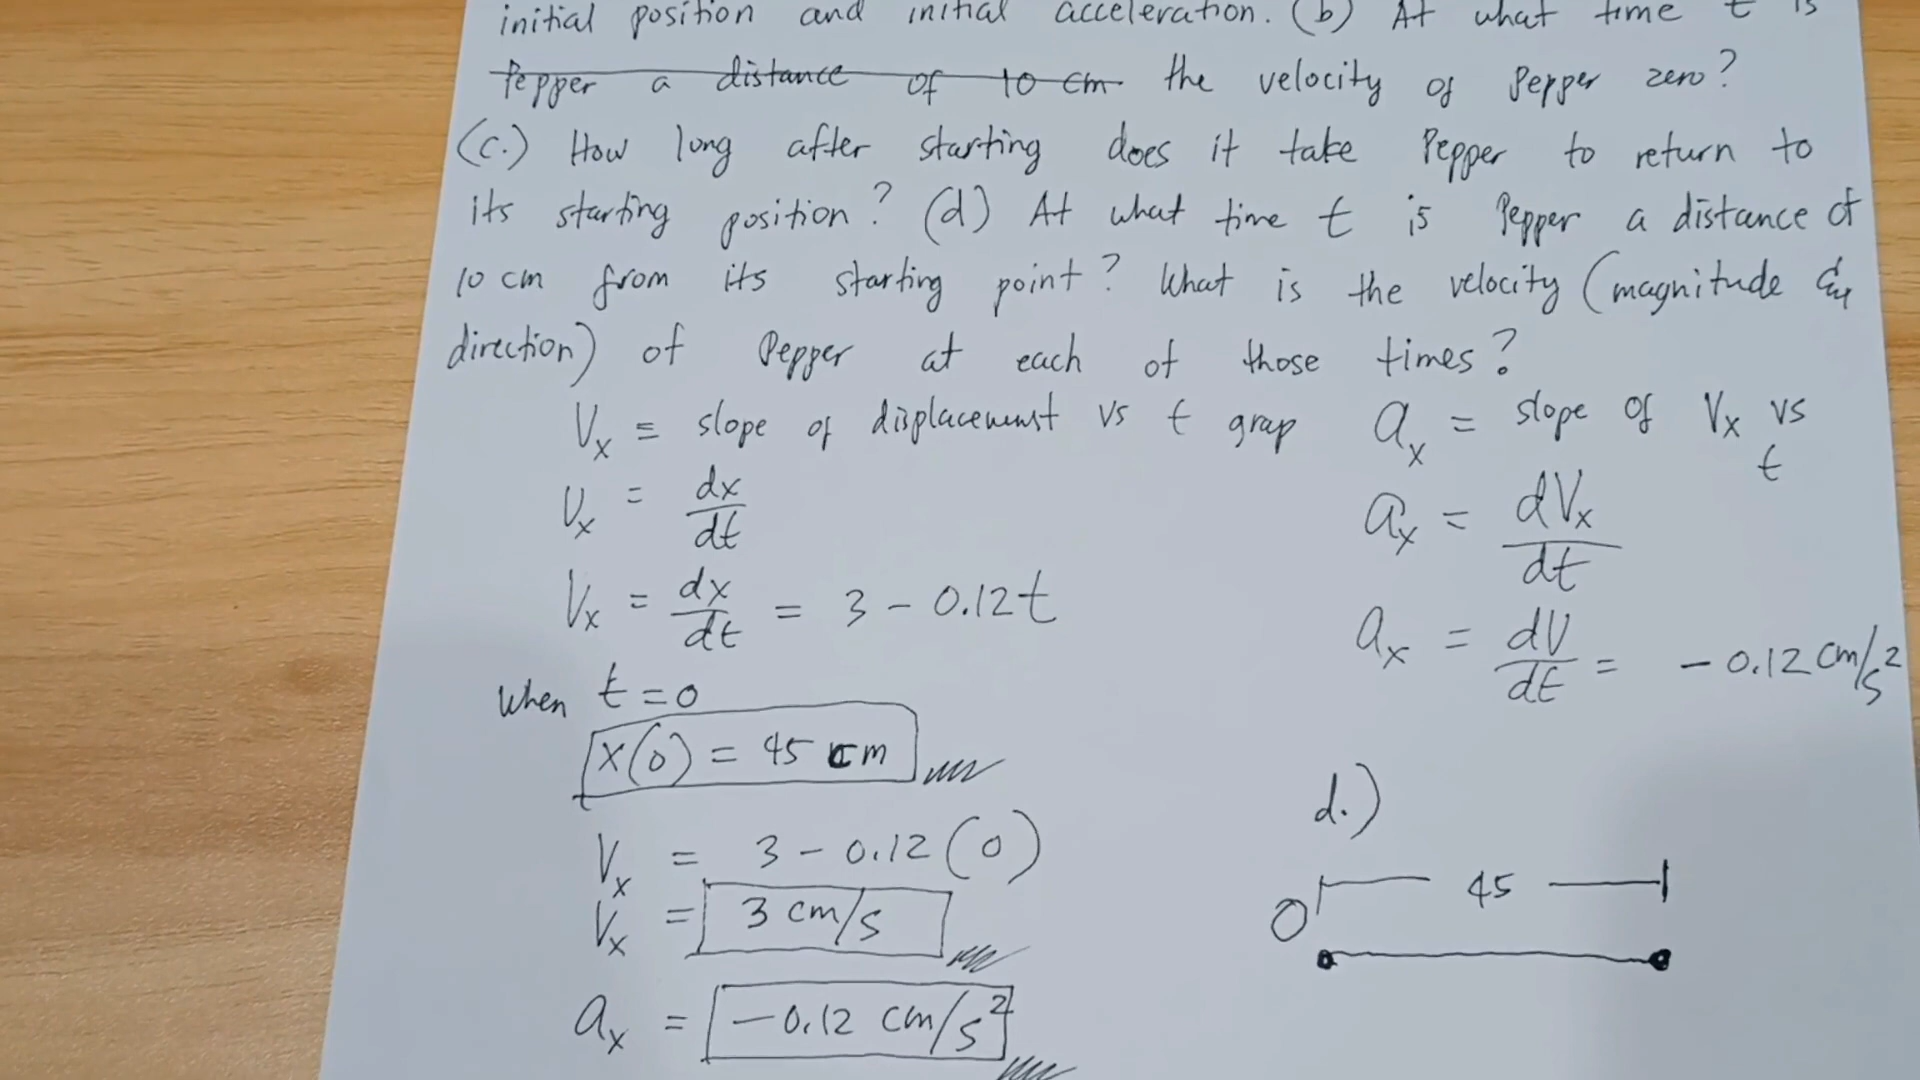 initial position and initial acceleration. (b) At what time t is
Pepper a distance of 10 cm the velocity of Pepper zero?
(c.) How long after starting does it take Pepper to return to
its starting position? (d) At what time t is Pepper a distance of
10 cm from its starting point? What is the velocity (magnitude &
direction) of Pepper at each of those times?
Vx = slope of displacement vs t grap
ax = slope of Vx vs
t
Vx = dx/dt
ax = dVx/dt
Vx = dx/dt = 3 - 0.12t
ax = dV/dt = - 0.12 cm/s²
when t = 0
x(0) = 45 cm
Vx = 3 - 0.12 (0)
Vx = 3 cm/s
ax = -0.12 cm/s²
d.)
45
0